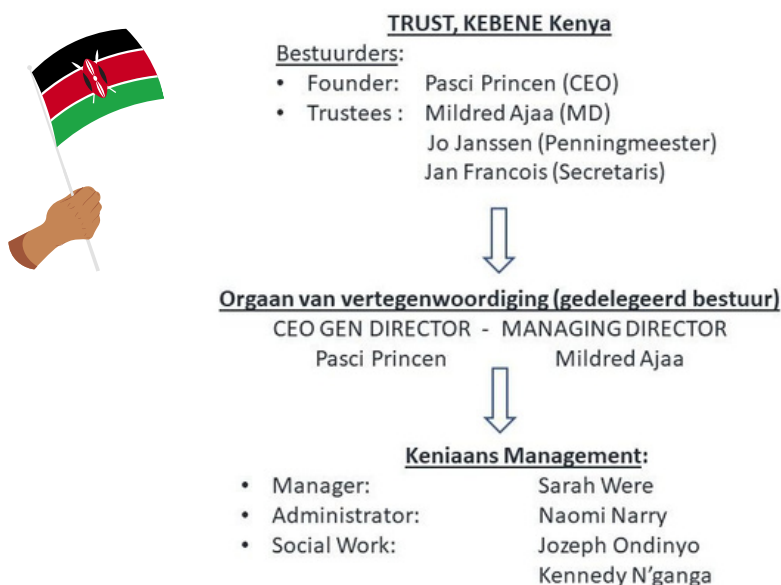 TRUST, KEBENE Kenya
Bestuurders:
• Founder: Pasci Princen (CEO)
• Trustees : Mildred Ajaa (MD)
Jo Janssen (Penningmeester)
Jan Francois (Secretaris)
Orgaan van vertegenwoordiging (gedelegeerd bestuur)
CEO GEN DIRECTOR - MANAGING DIRECTOR
Pasci Princen Mildred Ajaa
Keniaans Management:
• Manager: Sarah Were
• Administrator: Naomi Narry
• Social Work: Jozeph Ondinyo
Kennedy N'ganga